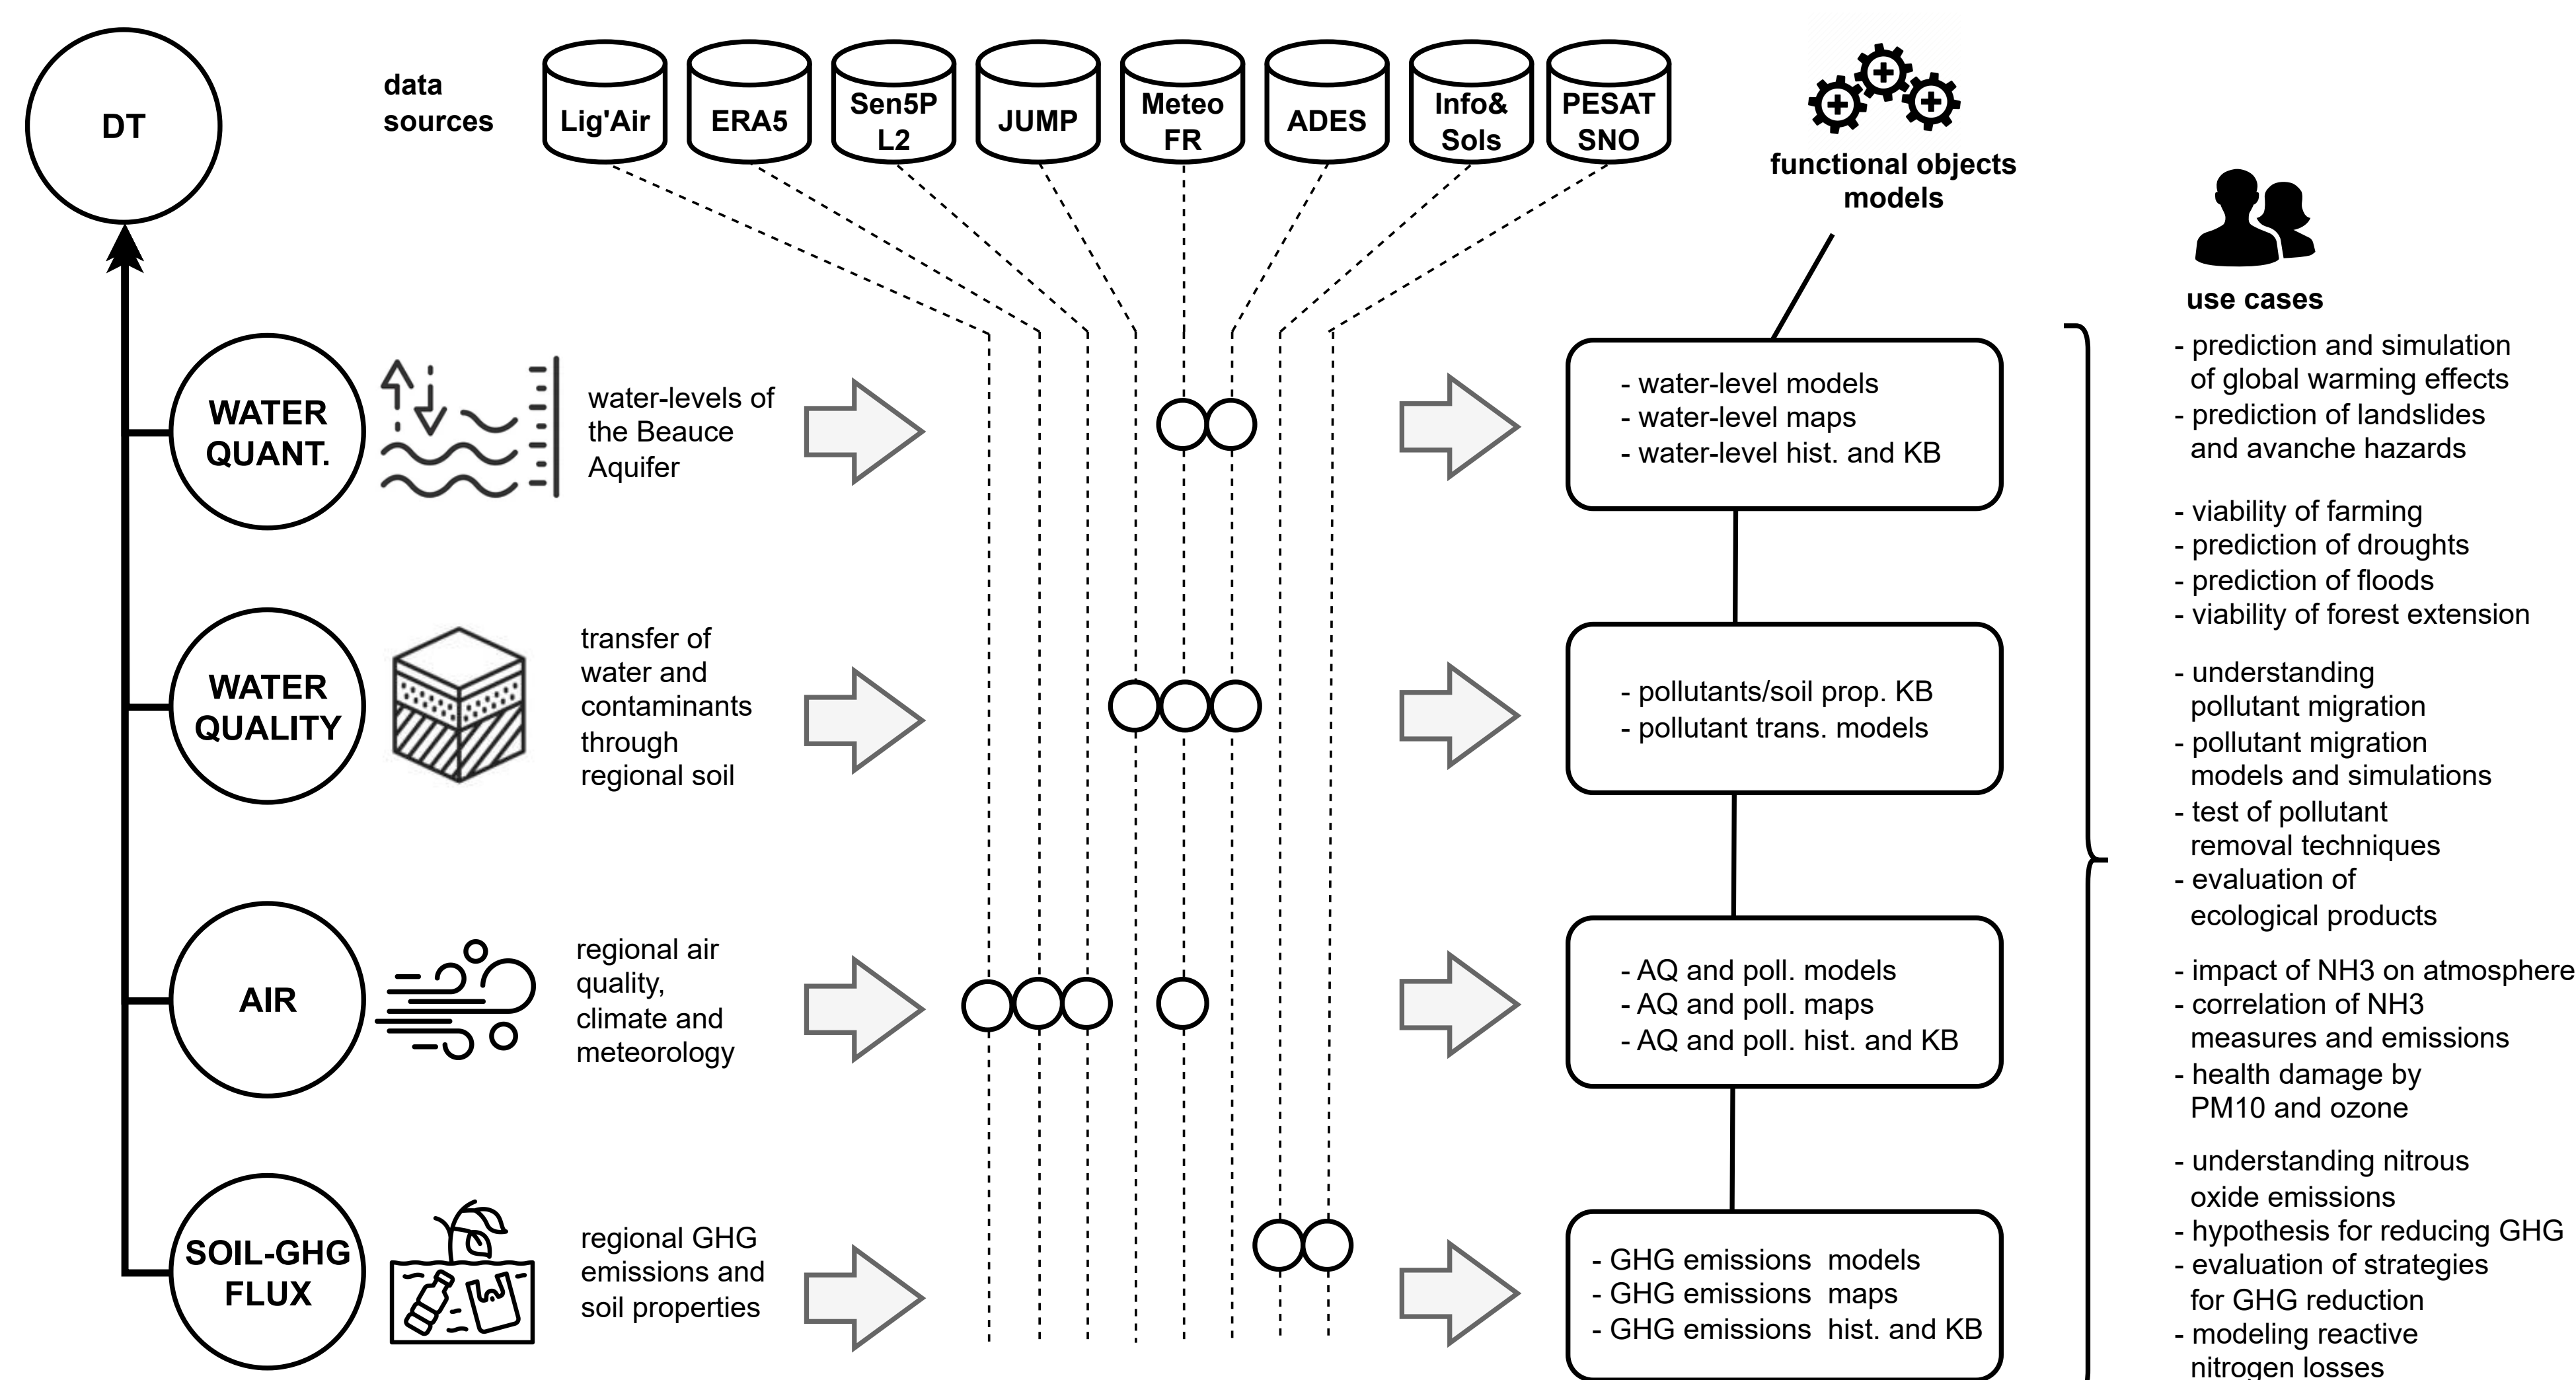 DT
data
sources
Lig'Air
ERA5
Sen5P
L2
JUMP
Meteo
FR
ADES
Info&
Sols
PESAT
SNO
functional objects
models
use cases
WATER
QUANT.
water-levels of
the Beauce
Aquifer
- water-level models
- water-level maps
- water-level hist. and KB
- prediction and simulation
of global warming effects
- prediction of landslides
and avanche hazards
- viability of farming
- prediction of droughts
- prediction of floods
- viability of forest extension
WATER
QUALITY
transfer of
water and
contaminants
through
regional soil
- pollutants/soil prop. KB
- pollutant trans. models
- understanding
pollutant migration
- pollutant migration
models and simulations
- test of pollutant
removal techniques
- evaluation of
ecological products
AIR
regional air
quality,
climate and
meteorology
- AQ and poll. models
- AQ and poll. maps
- AQ and poll. hist. and KB
- impact of NH3 on atmosphere
- correlation of NH3
measures and emissions
- health damage by
PM10 and ozone
SOIL-GHG
FLUX
regional GHG
emissions and
soil properties
- GHG emissions models
- GHG emissions maps
- GHG emissions hist. and KB
- understanding nitrous
oxide emissions
- hypothesis for reducing GHG
- evaluation of strategies
for GHG reduction
- modeling reactive
nitrogen losses